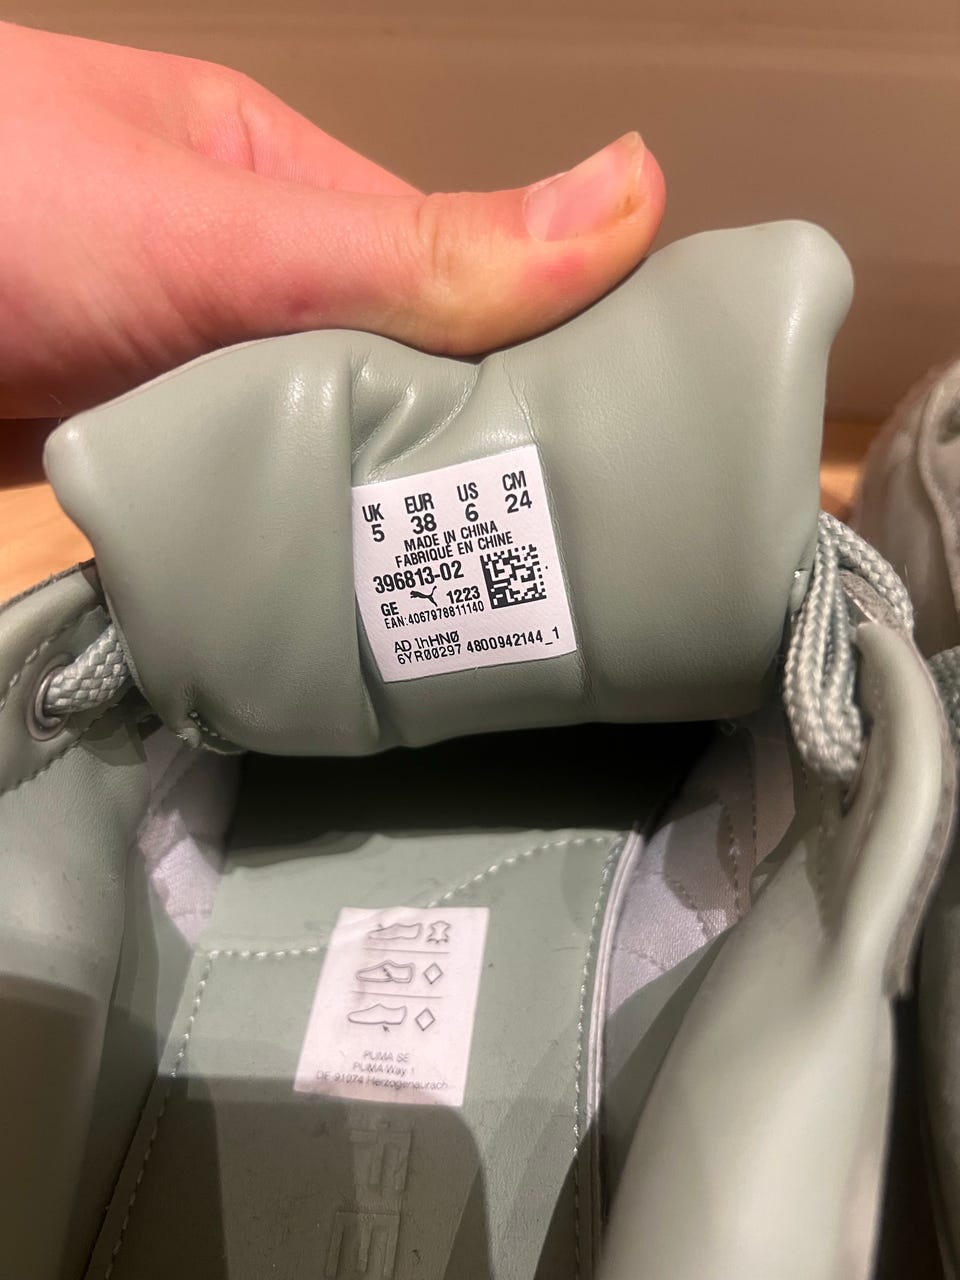 UK EUR US CM
5 38 6 24
MADE IN CHINA
FABRIQUÉ EN CHINE
396813-02
GE 1223
EAN:4067978811140
AD 1hHNØ
6YR00297 4800942144_1
PUMA SE
PUMA Way 1
DE 91074 Herzogenaurach